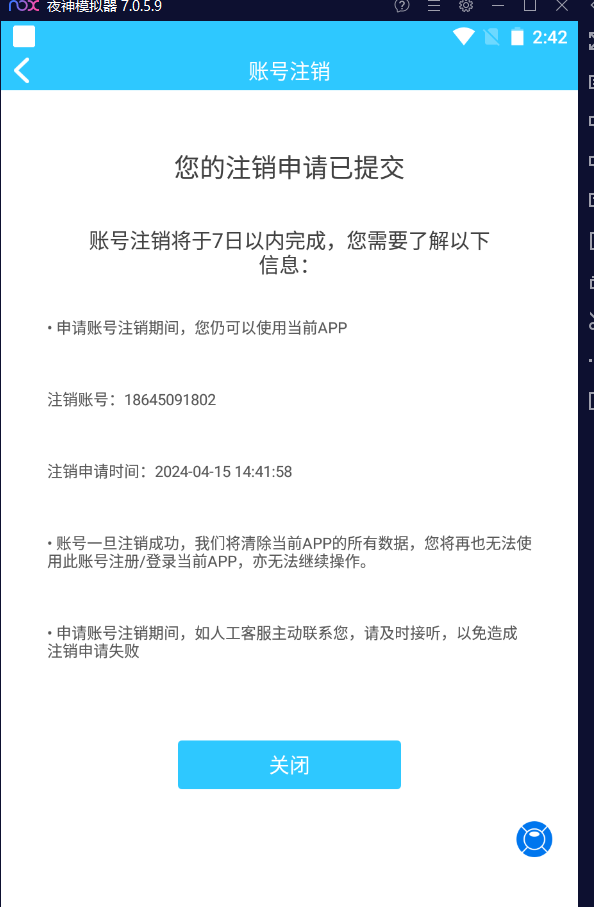 nox 夜神模拟器 7.0.5.9
2:42
账号注销
您的注销申请已提交
账号注销将于7日以内完成，您需要了解以下
信息：
• 申请账号注销期间，您仍可以使用当前APP
注销账号：18645091802
注销申请时间：2024-04-15 14:41:58
• 账号一旦注销成功，我们将清除当前APP的所有数据，您将再也无法使
用此账号注册/登录当前APP，亦无法继续操作。
• 申请账号注销期间，如人工客服主动联系您，请及时接听，以免造成
注销申请失败
关闭